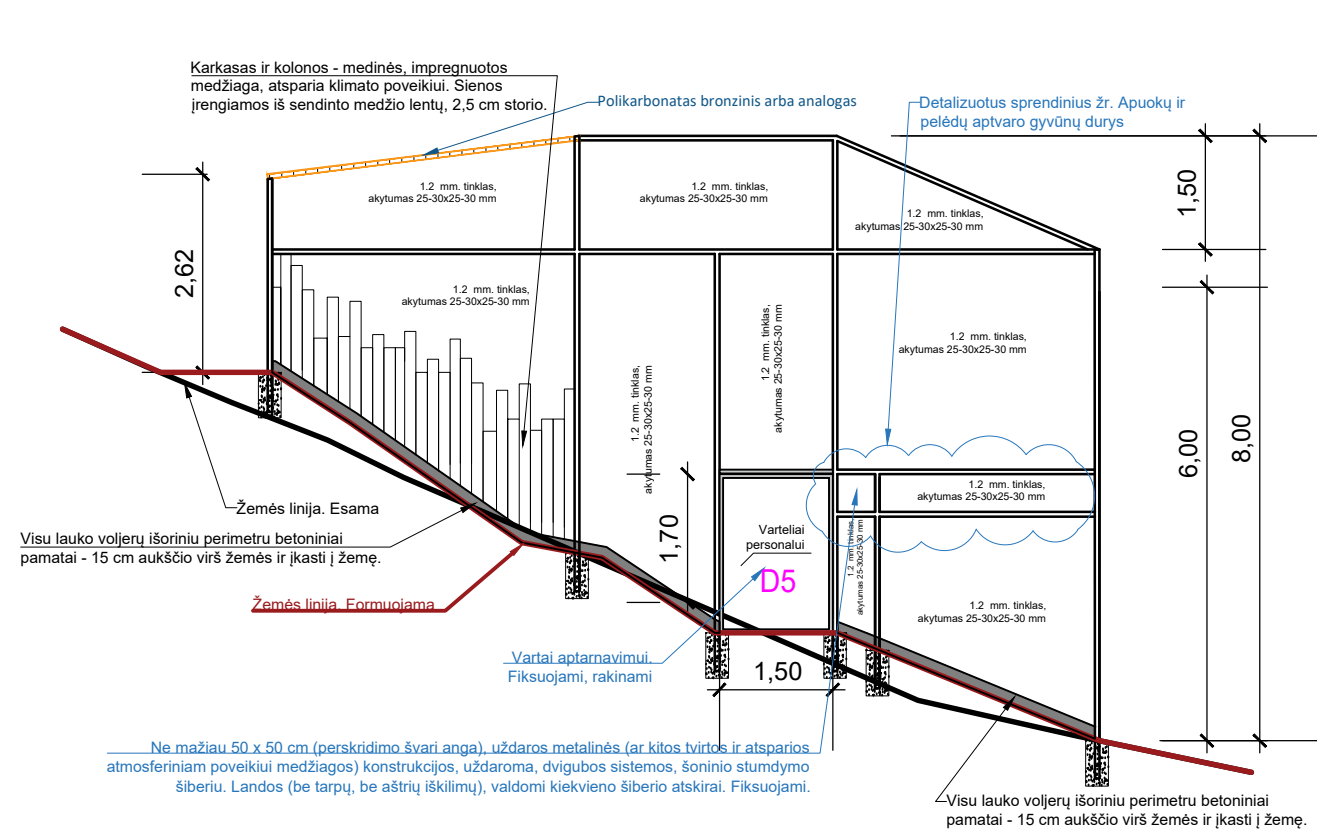 Karkasas ir kolonos - medinės, impregnuotos
medžiaga, atsparia klimato poveikiui. Sienos
įrengiamos iš sendinto medžio lentų, 2,5 cm storio.
Polikarbonatas bronzinis arba analogas
Detalizuotus sprendinius žr. Apuokų ir
pelėdų aptvaro gyvūnų durys
1.2 mm. tinklas,
akytumas 25-30x25-30 mm
1.2 mm. tinklas,
akytumas 25-30x25-30 mm
1.2 mm. tinklas,
akytumas 25-30x25-30 mm
1,50
2,62
1.2 mm. tinklas,
akytumas 25-30x25-30 mm
1.2 mm. tinklas,
akytumas 25-30x25-30 mm
1.2 mm. tinklas,
akytumas 25-30x25-30 mm
1.2 mm. tinklas,
akytumas 25-30x25-30 mm
6,00
8,00
1.2 mm. tinklas,
akytumas 25-30x25-30 mm
1.2 mm. tinklas,
akytumas 25-30x25-30 mm
1.2 mm. tinklas,
akytumas 25-30x25-30 mm
Žemės linija. Esama
Visu lauko voljerų išoriniu perimetru betoniniai
pamatai - 15 cm aukščio virš žemės ir įkasti į žemę.
Žemės linija. Formuojama
1,70
Varteliai
personalui
D5
Vartai aptarnavimui.
Fiksuojami, rakinami
1,50
Ne mažiau 50 x 50 cm (perskridimo švari anga), uždaros metalinės (ar kitos tvirtos ir atsparios
atmosferiniam poveikiui medžiagos) konstrukcijos, uždaroma, dvigubos sistemos, šoninio stumdymo
šiberiu. Landos (be tarpų, be aštrių iškilimų), valdomi kiekvieno šiberio atskirai. Fiksuojami.
Visu lauko voljerų išoriniu perimetru betoniniai
pamatai - 15 cm aukščio virš žemės ir įkasti į žemę.